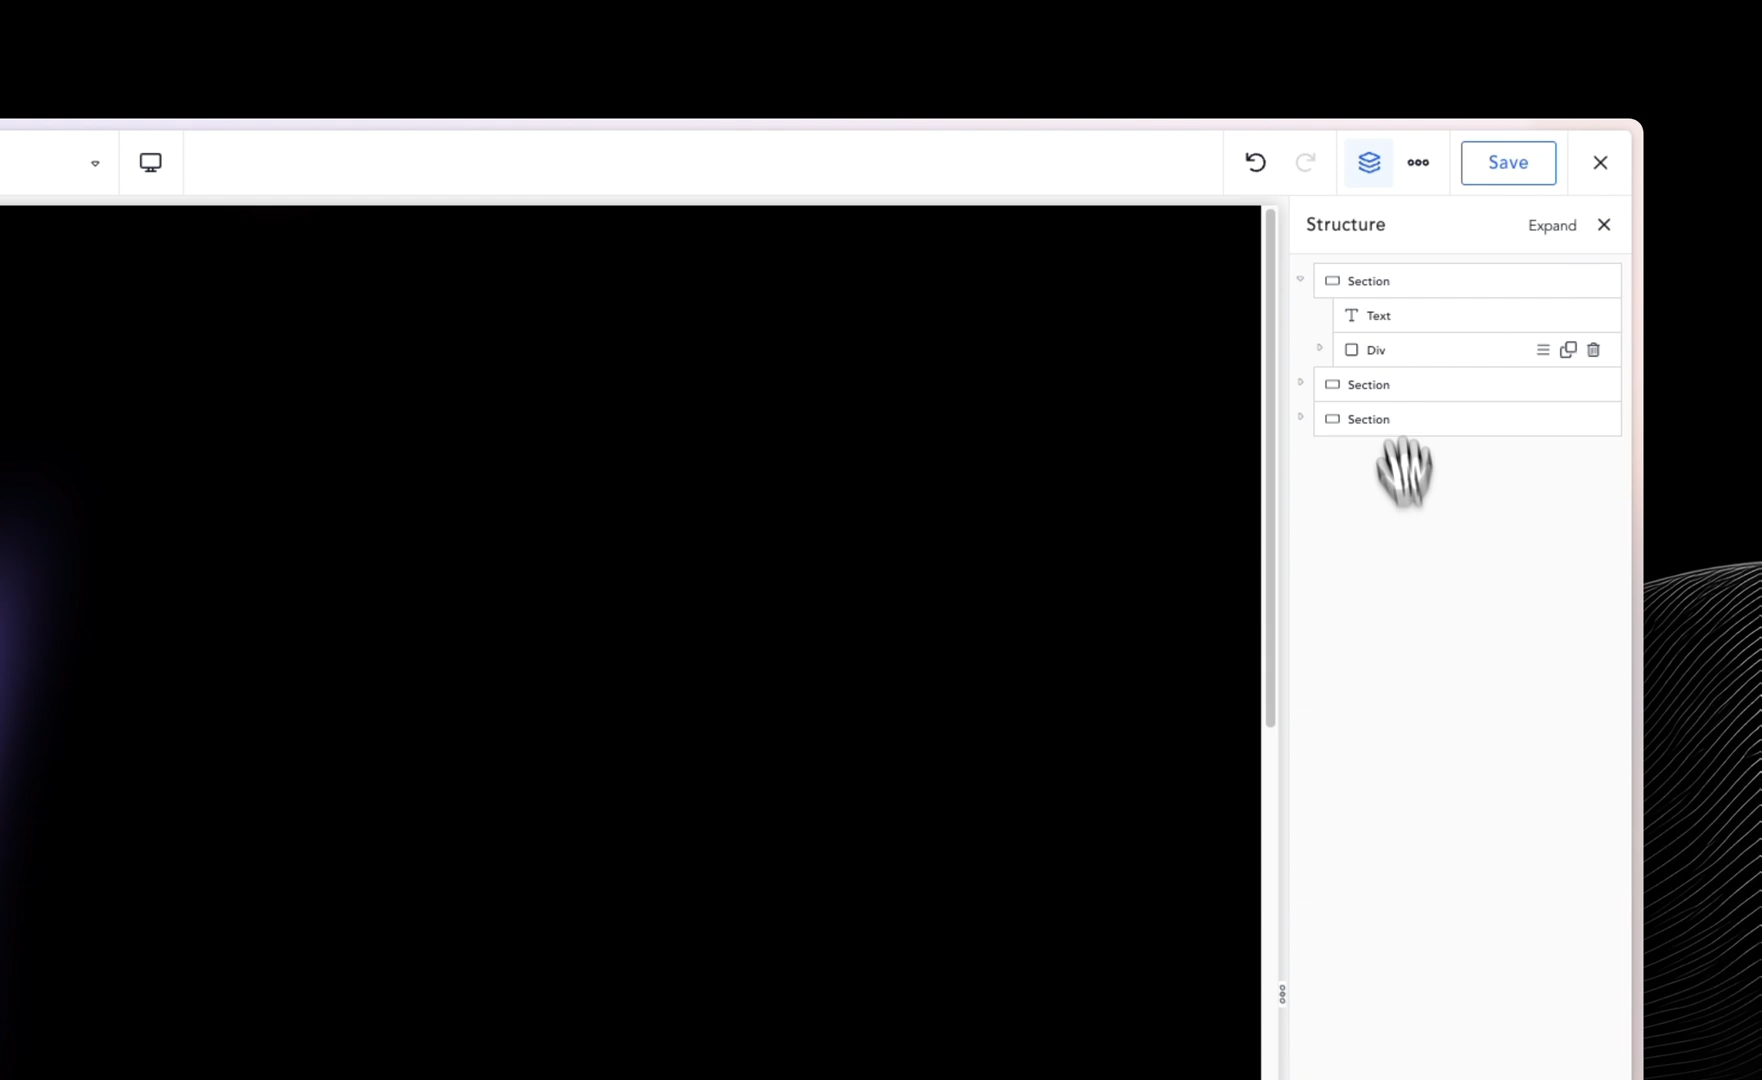 Save
Structure Expand
Section
Text
Div
Section
Section